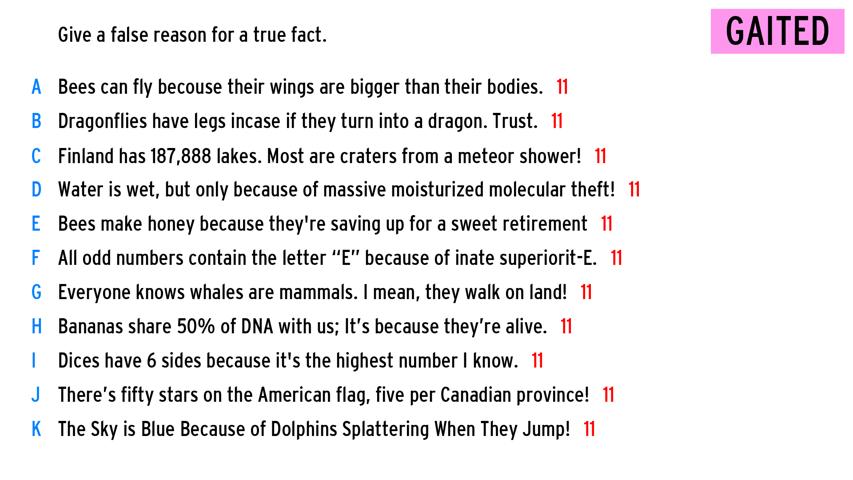 Give a false reason for a true fact.
GAITED
A Bees can fly becouse their wings are bigger than their bodies. 11
B Dragonflies have legs incase if they turn into a dragon. Trust. 11
C Finland has 187,888 lakes. Most are craters from a meteor shower! 11
D Water is wet, but only because of massive moisturized molecular theft! 11
E Bees make honey because they're saving up for a sweet retirement 11
F All odd numbers contain the letter “E” because of inate superiorit-E. 11
G Everyone knows whales are mammals. I mean, they walk on land! 11
H Bananas share 50% of DNA with us; It’s because they’re alive. 11
I Dices have 6 sides because it's the highest number I know. 11
J There’s fifty stars on the American flag, five per Canadian province! 11
K The Sky is Blue Because of Dolphins Splattering When They Jump! 11